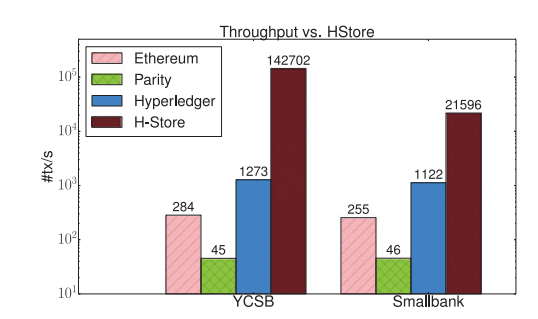 Throughput vs. HStore
Ethereum
Parity
Hyperledger
H-Store
#tx/s
10^5
10^4
10^3
10^2
10^1
284
45
1273
142702
255
46
1122
21596
YCSB
Smallbank